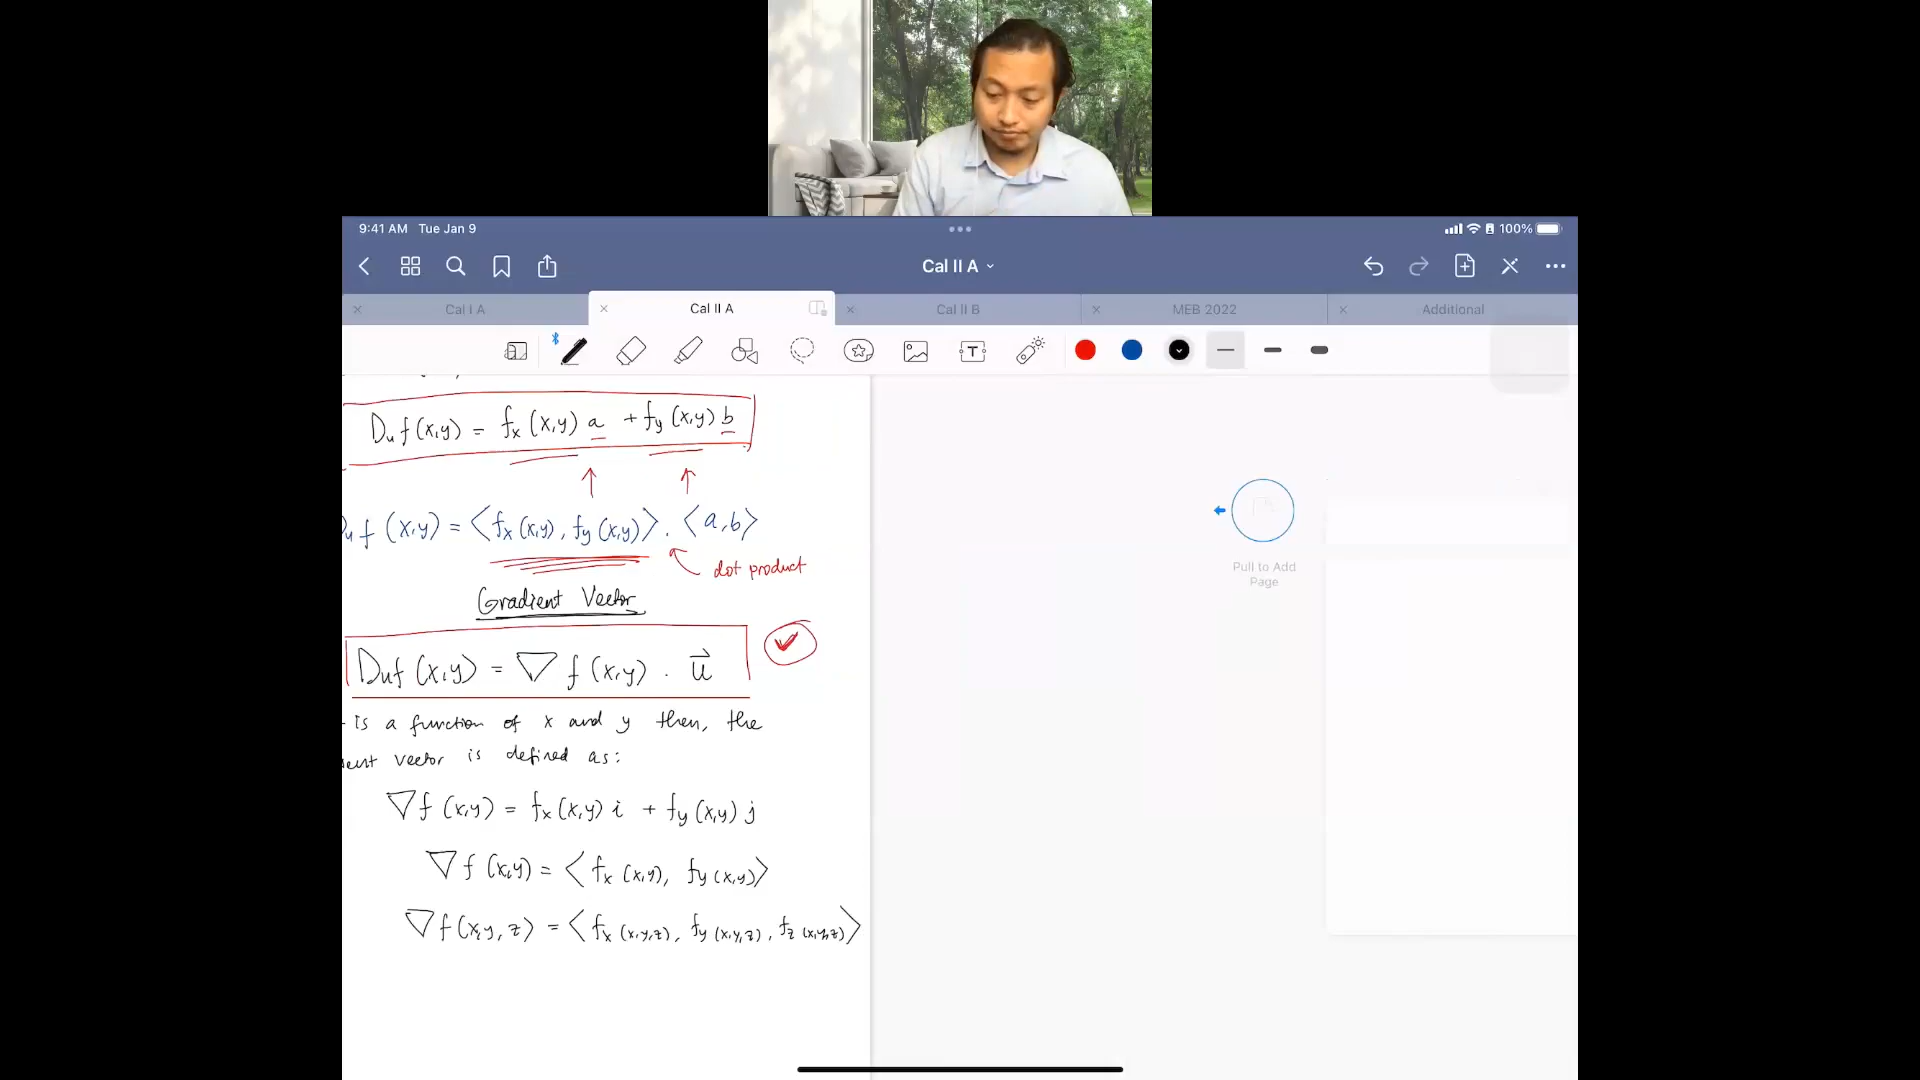 9:41 AM Tue Jan 9
100%
Cal II A
Cal I A
Cal II A
Cal II B
MEB 2022
Additional
T
Duf(x,y) = fx(x,y) a + fy(x,y) b
Duf(x,y) = <fx(x,y), fy(x,y)> . <a,b>
dot product
Gradient Vector
Duf(x,y) = ▽f(x,y) . u⃗
is a function of x and y then, the
vector is defined as:
▽f(x,y) = fx(x,y) i + fy(x,y) j
▽f(x,y) = <fx(x,y), fy(x,y)>
▽f(x,y,z) = <fx(x,y,z), fy(x,y,z), fz(x,y,z)>
Pull to Add
Page